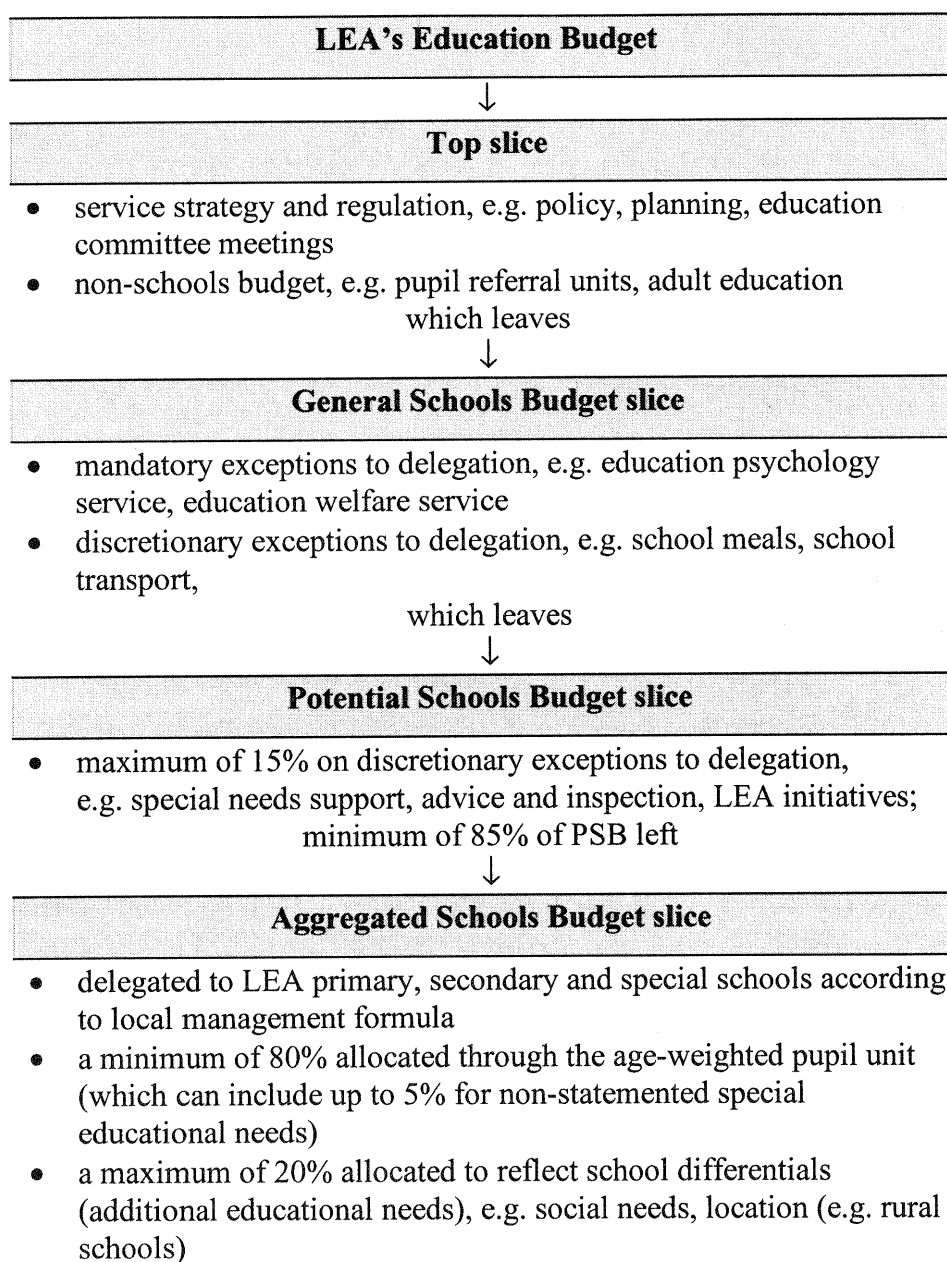 LEA's Education Budget
↓
Top slice
• service strategy and regulation, e.g. policy, planning, education
committee meetings
• non-schools budget, e.g. pupil referral units, adult education
which leaves
↓
General Schools Budget slice
• mandatory exceptions to delegation, e.g. education psychology
service, education welfare service
• discretionary exceptions to delegation, e.g. school meals, school
transport,
which leaves
↓
Potential Schools Budget slice
• maximum of 15% on discretionary exceptions to delegation,
e.g. special needs support, advice and inspection, LEA initiatives;
minimum of 85% of PSB left
↓
Aggregated Schools Budget slice
• delegated to LEA primary, secondary and special schools according
to local management formula
• a minimum of 80% allocated through the age-weighted pupil unit
(which can include up to 5% for non-statemented special
educational needs)
• a maximum of 20% allocated to reflect school differentials
(additional educational needs), e.g. social needs, location (e.g. rural
schools)